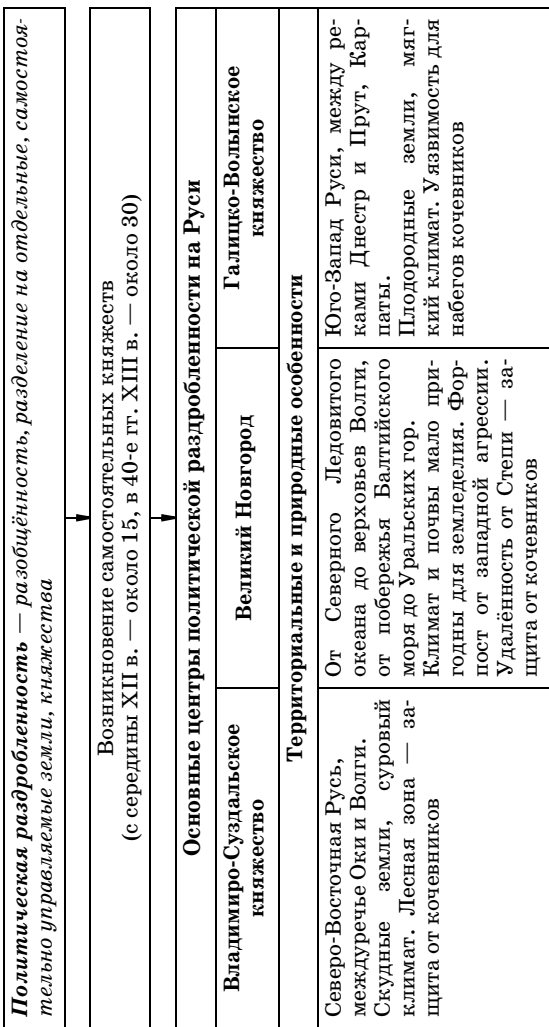 Политическая раздробленность — разобщённость, разделение на отдельные, самостоя-
тельно управляемые земли, княжества
Возникновение самостоятельных княжеств
(с середины XII в. — около 15, в 40-е гг. XIII в. — около 30)
Основные центры политической раздробленности на Руси
Владимиро-Суздальское
княжество
Великий Новгород
Галицко-Волынское
княжество
Территориальные и природные особенности
Северо-Восточная Русь,
междуречье Оки и Волги.
Скудные земли, суровый
климат. Лесная зона — за-
щита от кочевников
От Северного Ледовитого
океана до верховьев Волги,
от побережья Балтийского
моря до Уральских гор.
Климат и почвы мало при-
годны для земледелия. Фор-
пост от западной агрессии.
Удалённость от Степи — за-
щита от кочевников
Юго-Запад Руси, между ре-
ками Днестр и Прут, Кар-
паты.
Плодородные земли, мяг-
кий климат. Уязвимость для
набегов кочевников